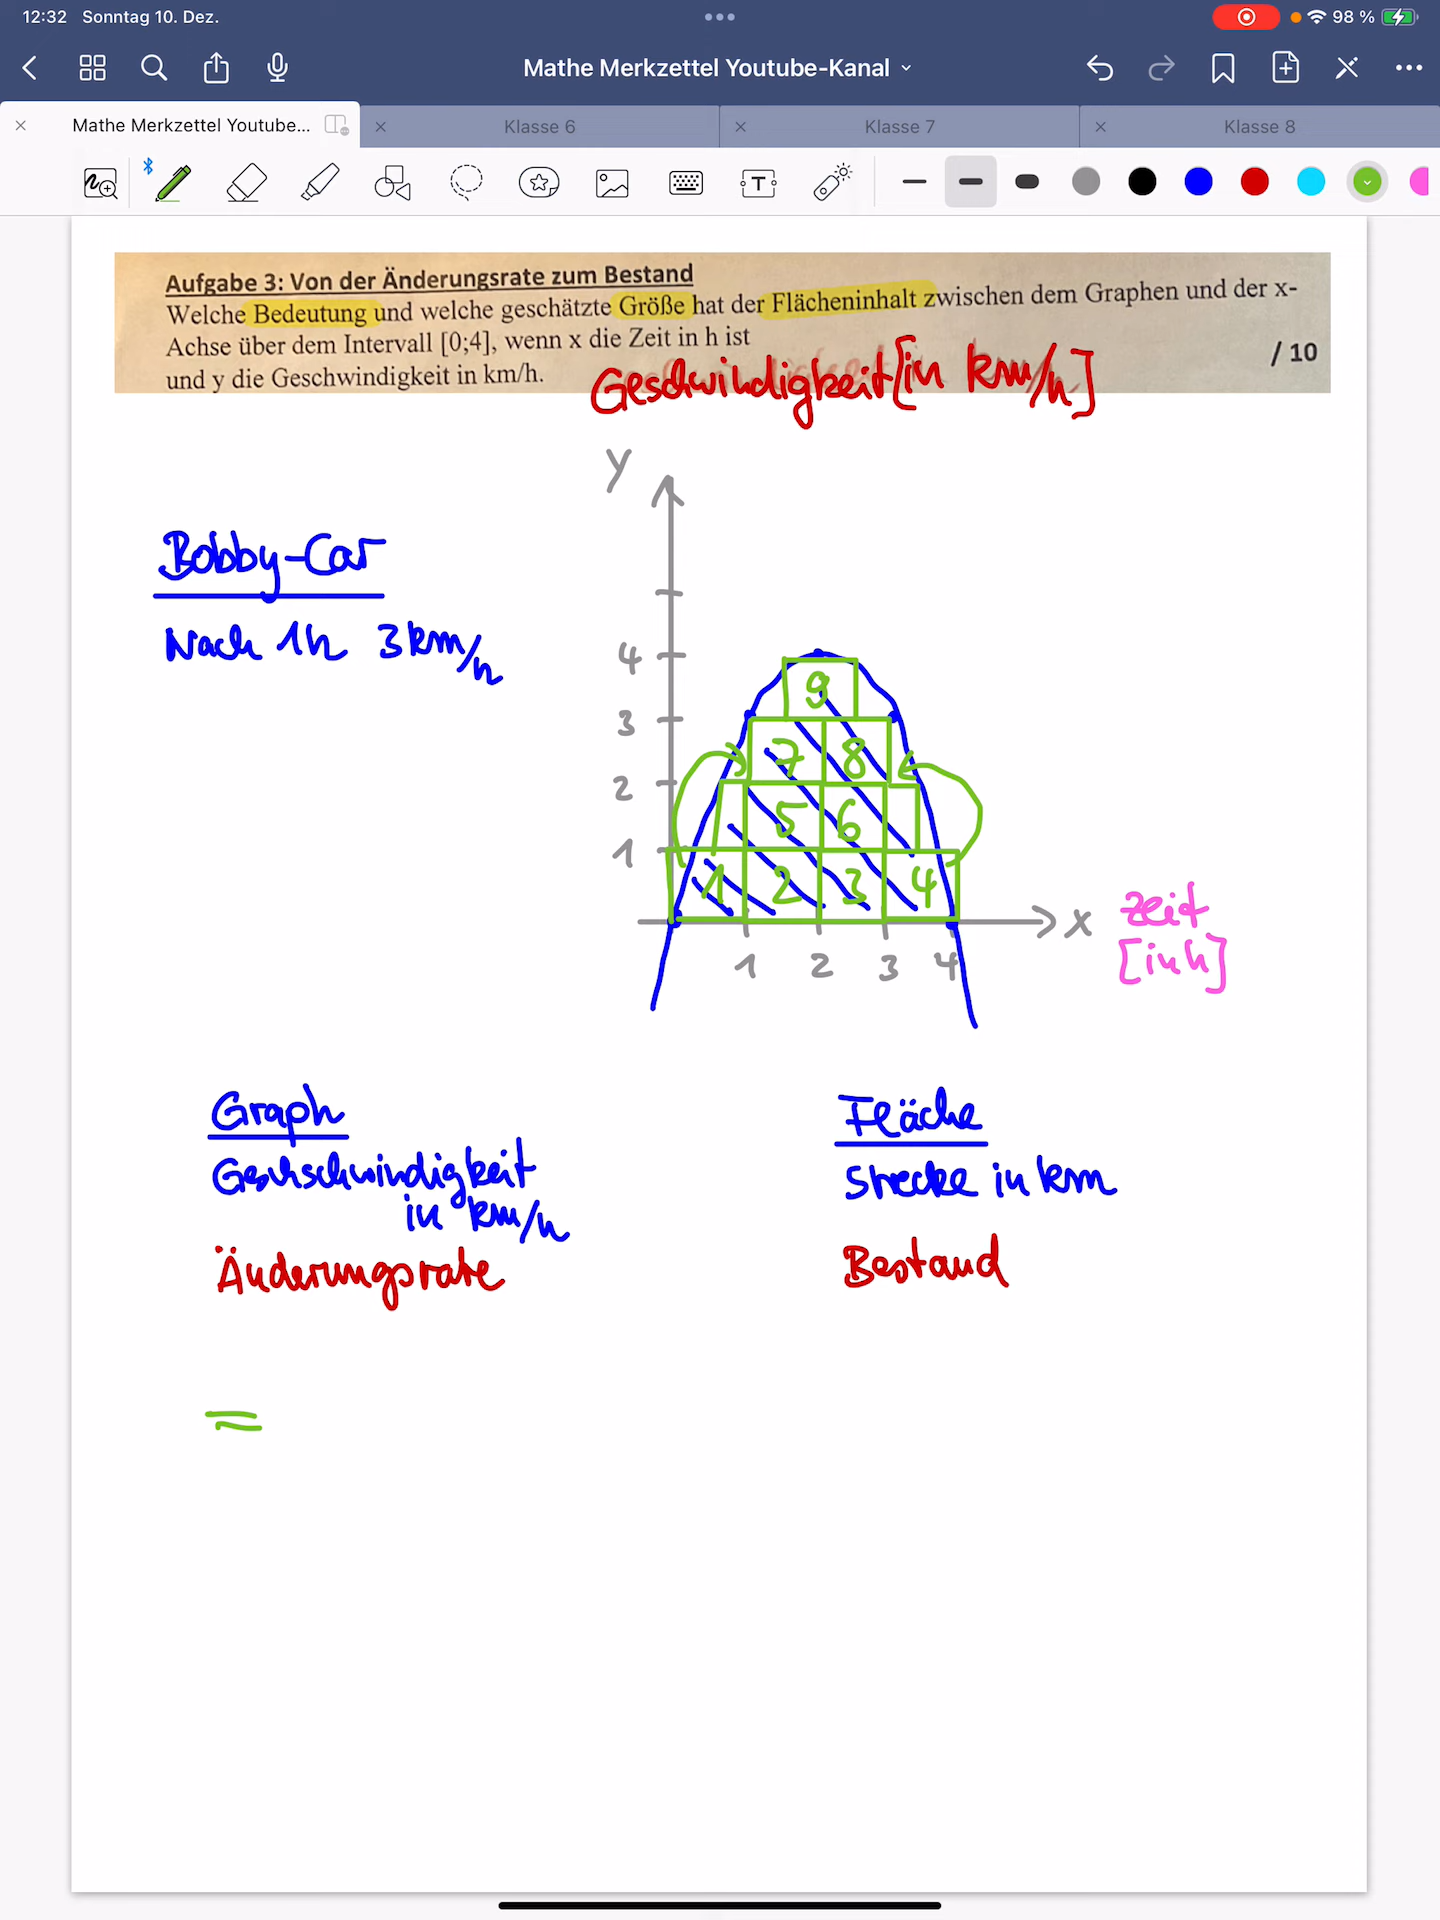 12:32 Sonntag 10. Dez.
98 %
Mathe Merkzettel Youtube-Kanal
Mathe Merkzettel Youtube...
Klasse 6
Klasse 7
Klasse 8
T
Aufgabe 3: Von der Änderungsrate zum Bestand
Welche Bedeutung und welche geschätzte Größe hat der Flächeninhalt zwischen dem Graphen und der x-
Achse über dem Intervall [0;4], wenn x die Zeit in h ist
und y die Geschwindigkeit in km/h.
/ 10
Geschwindigkeit [in km/h]
y
Bobby-Car
Nach 1h 3km/h
4
3
2
1
9
7 8
5 6
1 2 3 4
x
Zeit
[in h]
1 2 3 4
Graph
Geschschwindigkeit
in km/h
Änderungsrate
Fläche
Strecke in km
Bestand
≈